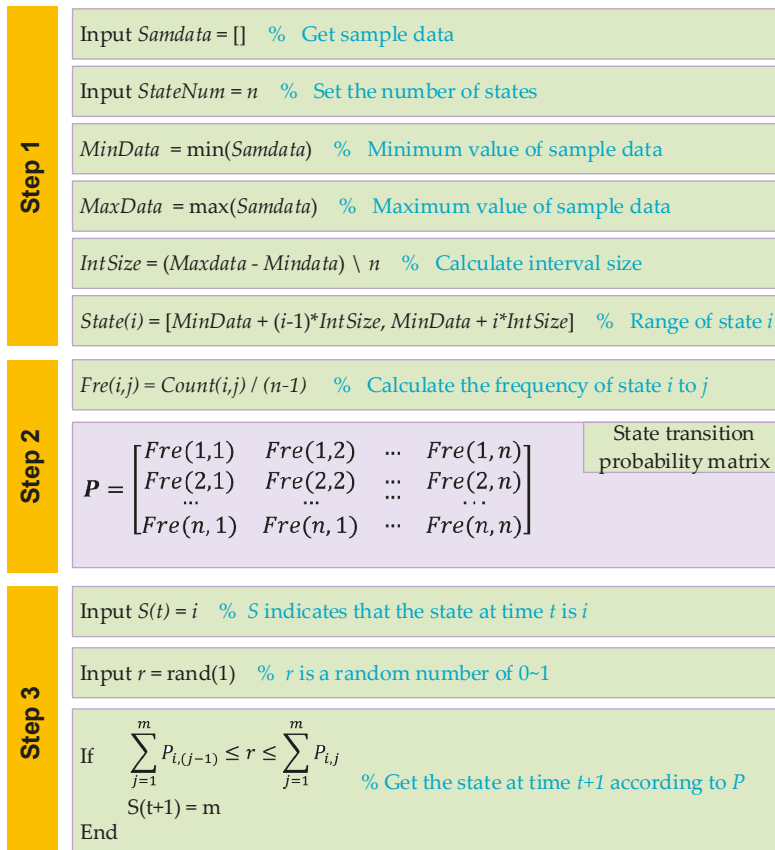 Step 1
Input Samdata = [] % Get sample data
Input StateNum = n % Set the number of states
MinData = min(Samdata) % Minimum value of sample data
MaxData = max(Samdata) % Maximum value of sample data
IntSize = (Maxdata - Mindata) \ n % Calculate interval size
State(i) = [MinData + (i-1)*IntSize, MinData + i*IntSize] % Range of state i
Step 2
Fre(i,j) = Count(i,j) / (n-1) % Calculate the frequency of state i to j
State transition
probability matrix
P = [Fre(1,1) Fre(1,2) ... Fre(1,n)
Fre(2,1) Fre(2,2) ... Fre(2,n)
... ... ... ...
Fre(n,1) Fre(n,1) ... Fre(n,n)]
Step 3
Input S(t) = i % S indicates that the state at time t is i
Input r = rand(1) % r is a random number of 0~1
If ∑_{j=1}^{m} P_{i,(j−1)} ≤ r ≤ ∑_{j=1}^{m} P_{i,j}
% Get the state at time t+1 according to P
S(t+1) = m
End